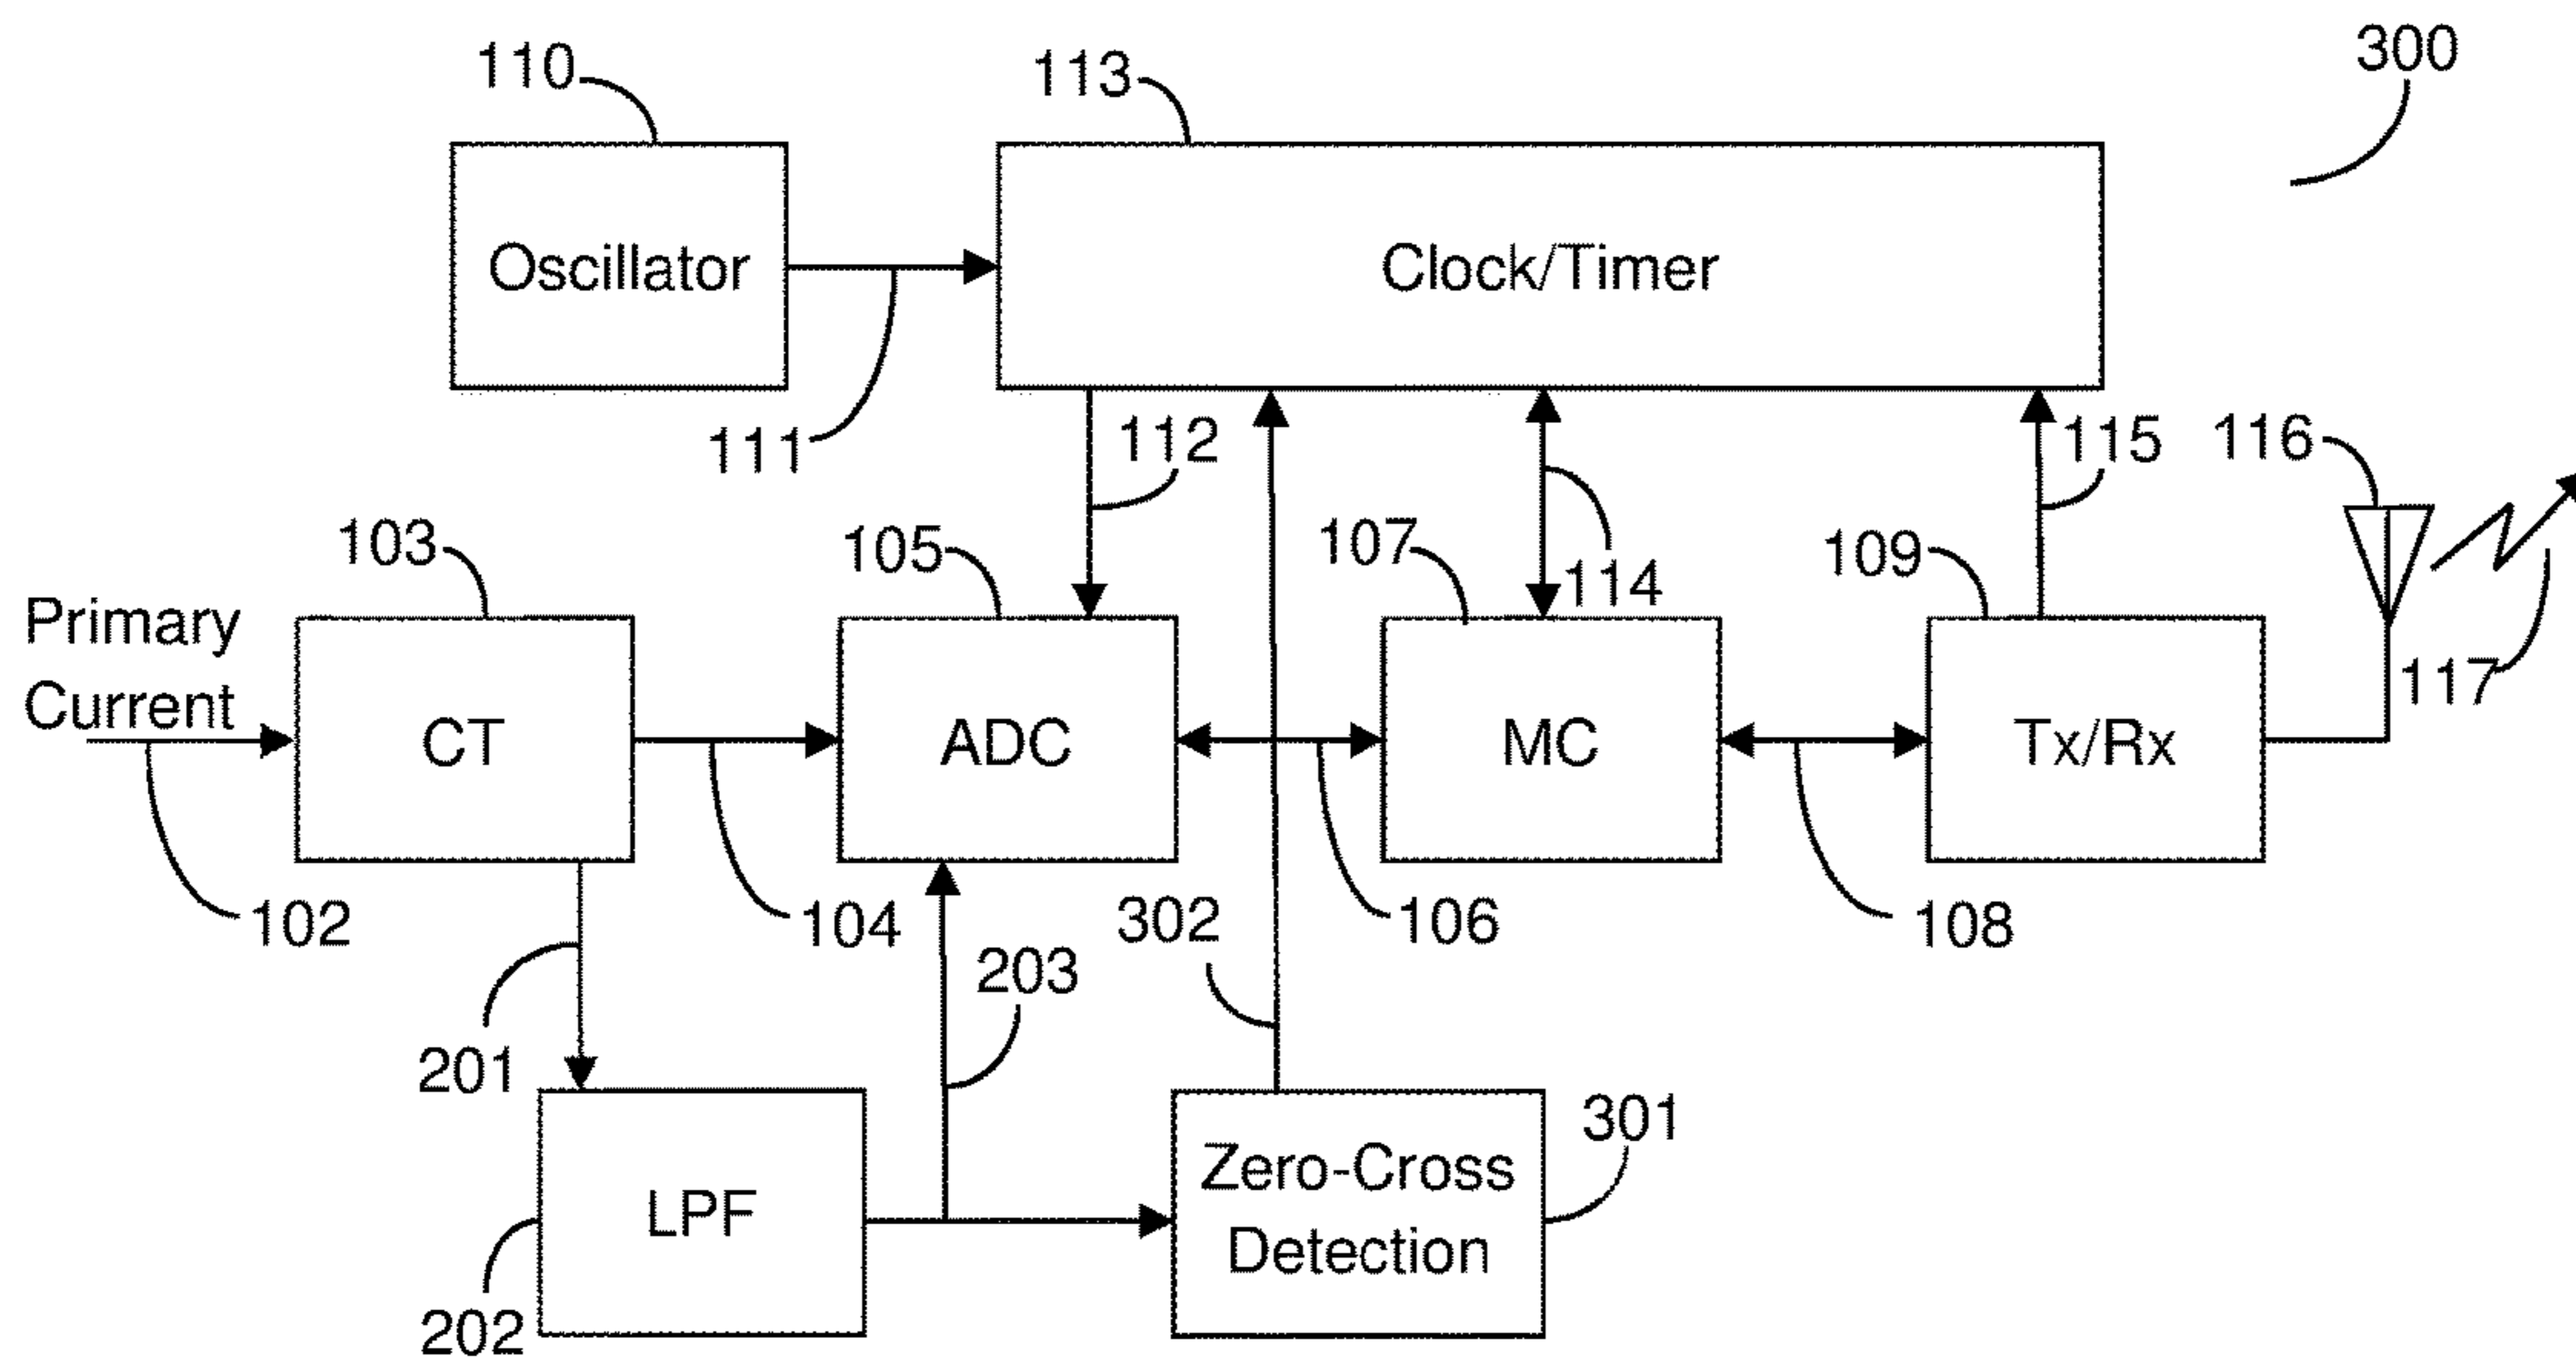 110
113
300
Oscillator
Clock/Timer
111
112
115
116
103
105
107
114
109
Primary
Current
CT
ADC
MC
Tx/Rx
117
102
104
302
106
108
203
201
Zero-Cross
Detection
301
LPF
202